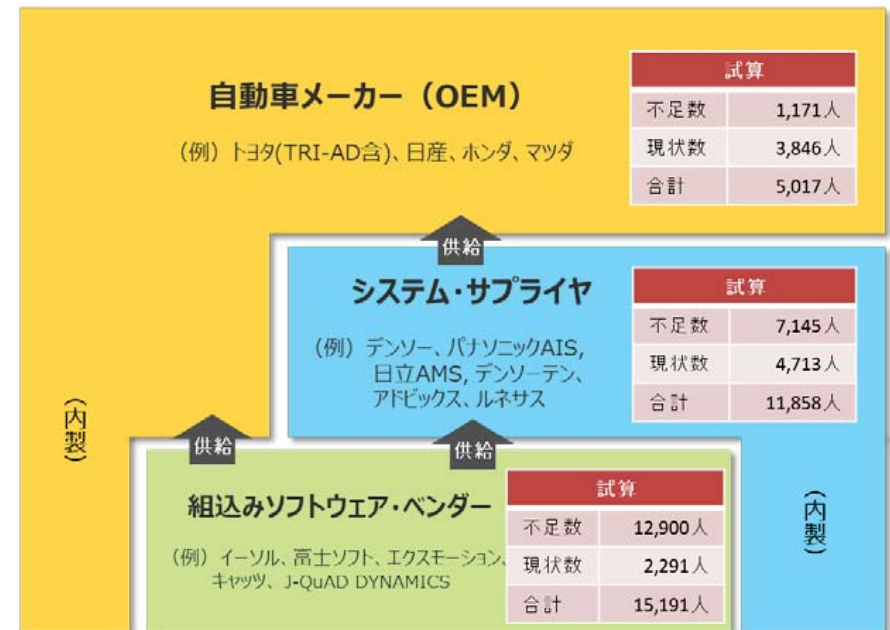 自動車メーカー（OEM）
（例）トヨタ(TRI-AD含)、日産、ホンダ、マツダ
試算
不足数 1,171人
現状数 3,846人
合計 5,017人
供給
システム・サプライヤ
（例）デンソー、パナソニックAIS,
日立AMS, デンソーテン、
アドビックス、ルネサス
試算
不足数 7,145人
現状数 4,713人
合計 11,858人
（内製）
供給
供給
組込みソフトウェア・ベンダー
（例）イーソル、富士ソフト、エクスモーション、
キャッツ、J-QuAD DYNAMICS
試算
不足数 12,900人
現状数 2,291人
合計 15,191人
（内製）